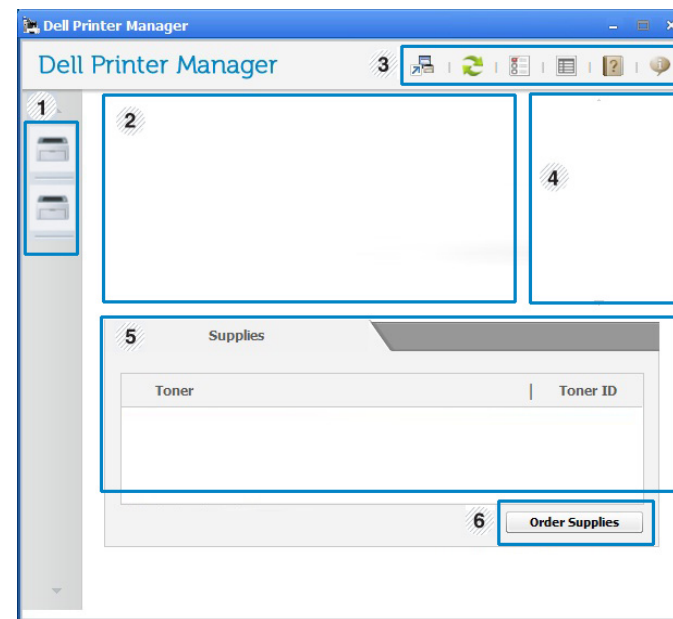 Dell Printer Manager
Dell Printer Manager
3
1
2
4
5 Supplies
Toner | Toner ID
6 Order Supplies